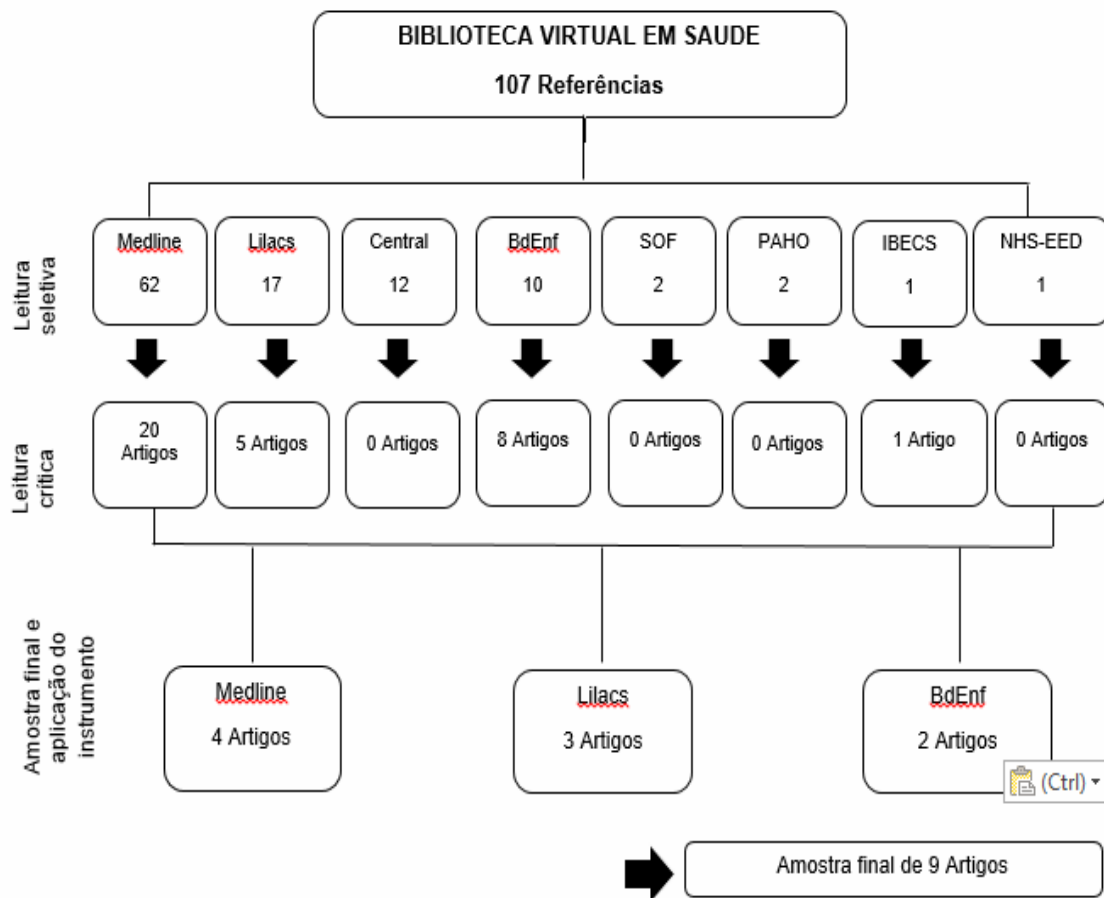 BIBLIOTECA VIRTUAL EM SAUDE
107 Referências
Leitura
seletiva
Medline
62
Lilacs
17
Central
12
BdEnf
10
SOF
2
PAHO
2
IBECS
1
NHS-EED
1
Leitura
crítica
20
Artigos
5 Artigos
0 Artigos
8 Artigos
0 Artigos
0 Artigos
1 Artigo
0 Artigos
Amostra final e
aplicação do
instrumento
Medline
4 Artigos
Lilacs
3 Artigos
BdEnf
2 Artigos
(Ctrl)
Amostra final de 9 Artigos